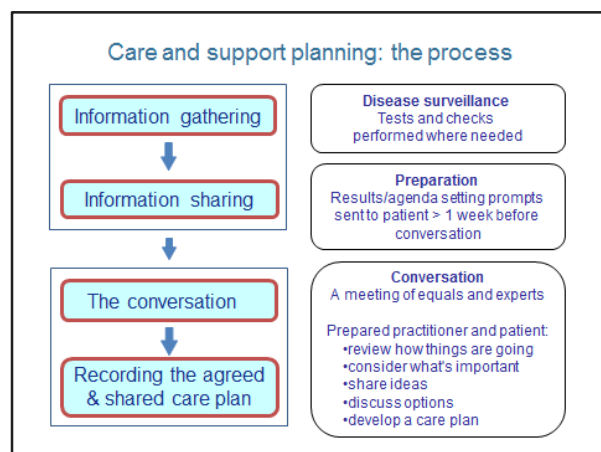 Care and support planning: the process
Information gathering
Information sharing
The conversation
Recording the agreed
& shared care plan
Disease surveillance
Tests and checks
performed where needed
Preparation
Results/agenda setting prompts
sent to patient > 1 week before
conversation
Conversation
A meeting of equals and experts
Prepared practitioner and patient:
•review how things are going
•consider what's important
•share ideas
•discuss options
•develop a care plan